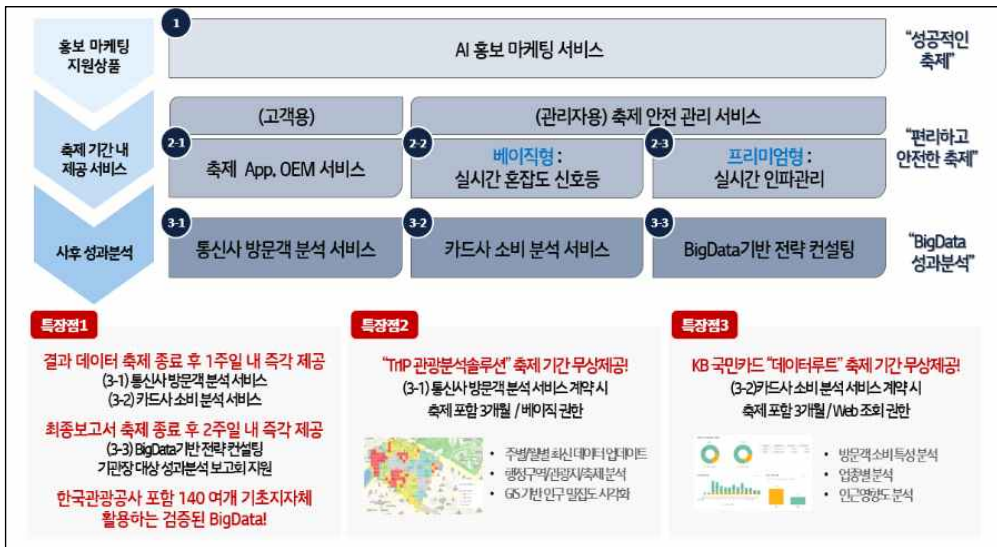 홍보 마케팅
지원상품
1
AI 홍보 마케팅 서비스
"성공적인
축제"
축제 기간 내
제공 서비스
(고객용)
(관리자용) 축제 안전 관리 서비스
2-1
축제 App. OEM 서비스
2-2
베이직형 :
실시간 혼잡도 신호등
2-3
프리미엄형 :
실시간 인파관리
"편리하고
안전한 축제"
사후 성과분석
3-1
통신사 방문객 분석 서비스
3-2
카드사 소비 분석 서비스
3-3
BigData기반 전략 컨설팅
"BigData
성과분석"
특장점1
결과 데이터 축제 종료 후 1주일 내 즉각 제공
(3-1) 통신사 방문객 분석 서비스
(3-2) 카드사 소비 분석 서비스
최종보고서 축제 종료 후 2주일 내 즉각 제공
(3-3) BigData기반 전략 컨설팅
기관장 대상 성과분석 보고회 지원
한국관광공사 포함 140 여개 기초지자체
활용하는 검증된 BigData!
특장점2
"TrIP 관광분석솔루션" 축제 기간 무상제공!
(3-1) 통신사 방문객 분석 서비스 계약 시
축제 포함 3개월 / 베이직 권한
• 주별/월별 최신 데이터 업데이트
• 행정구역/관광지/축제 분석
• GIS 기반 인구 밀집도 시각화
특장점3
KB 국민카드 "데이터루트" 축제 기간 무상제공!
(3-2)카드사 소비 분석 서비스 계약 시
축제 포함 3개월 / Web 조회 권한
• 방문객 소비 특성 분석
• 업종별 분석
• 인근영향도 분석